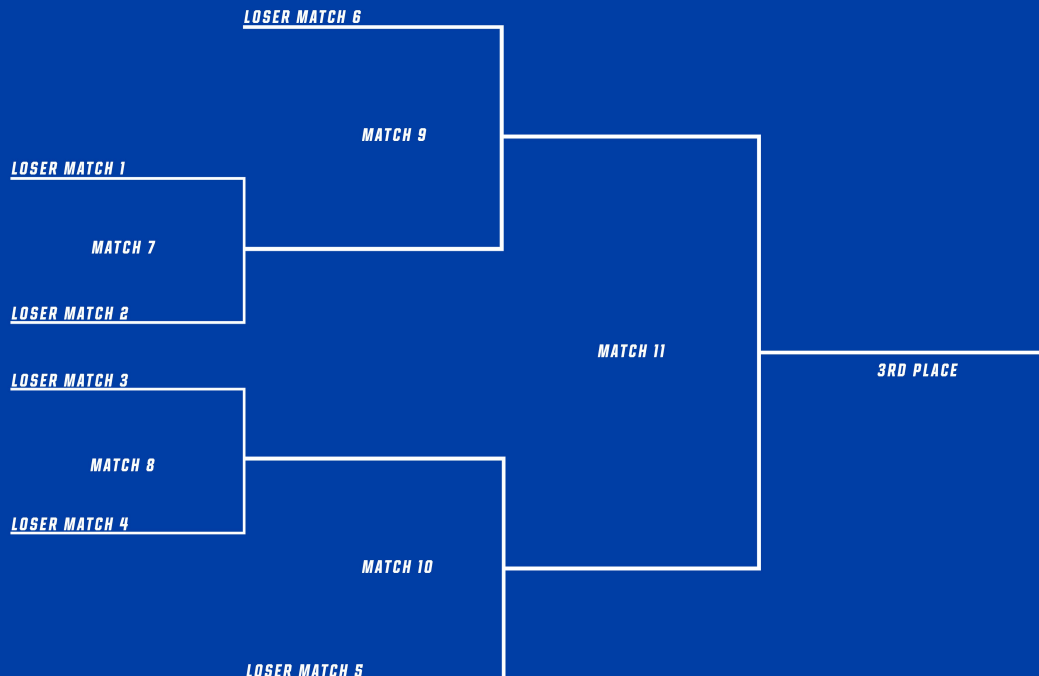 LOSER MATCH 6
MATCH 9
LOSER MATCH 1
MATCH 7
LOSER MATCH 2
MATCH 11
3RD PLACE
LOSER MATCH 3
MATCH 8
LOSER MATCH 4
MATCH 10
LOSER MATCH 5